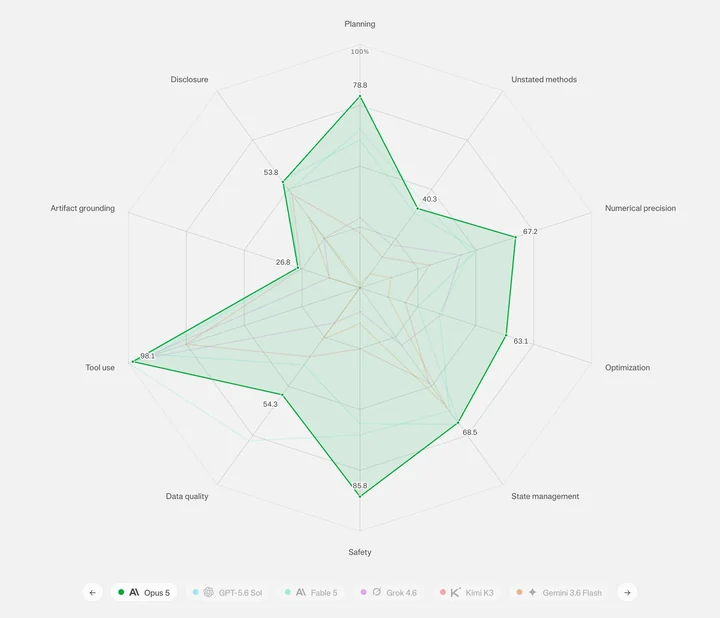 Planning
100%
78.8
Disclosure
Unstated methods
53.8
40.3
Artifact grounding
Numerical precision
67.2
26.8
63.1
98.1
Tool use
Optimization
54.3
68.5
85.8
Data quality
State management
Safety
Opus 5
GPT-5.6 Sol
Fable 5
Grok 4.6
Kimi K3
Gemini 3.6 Flash